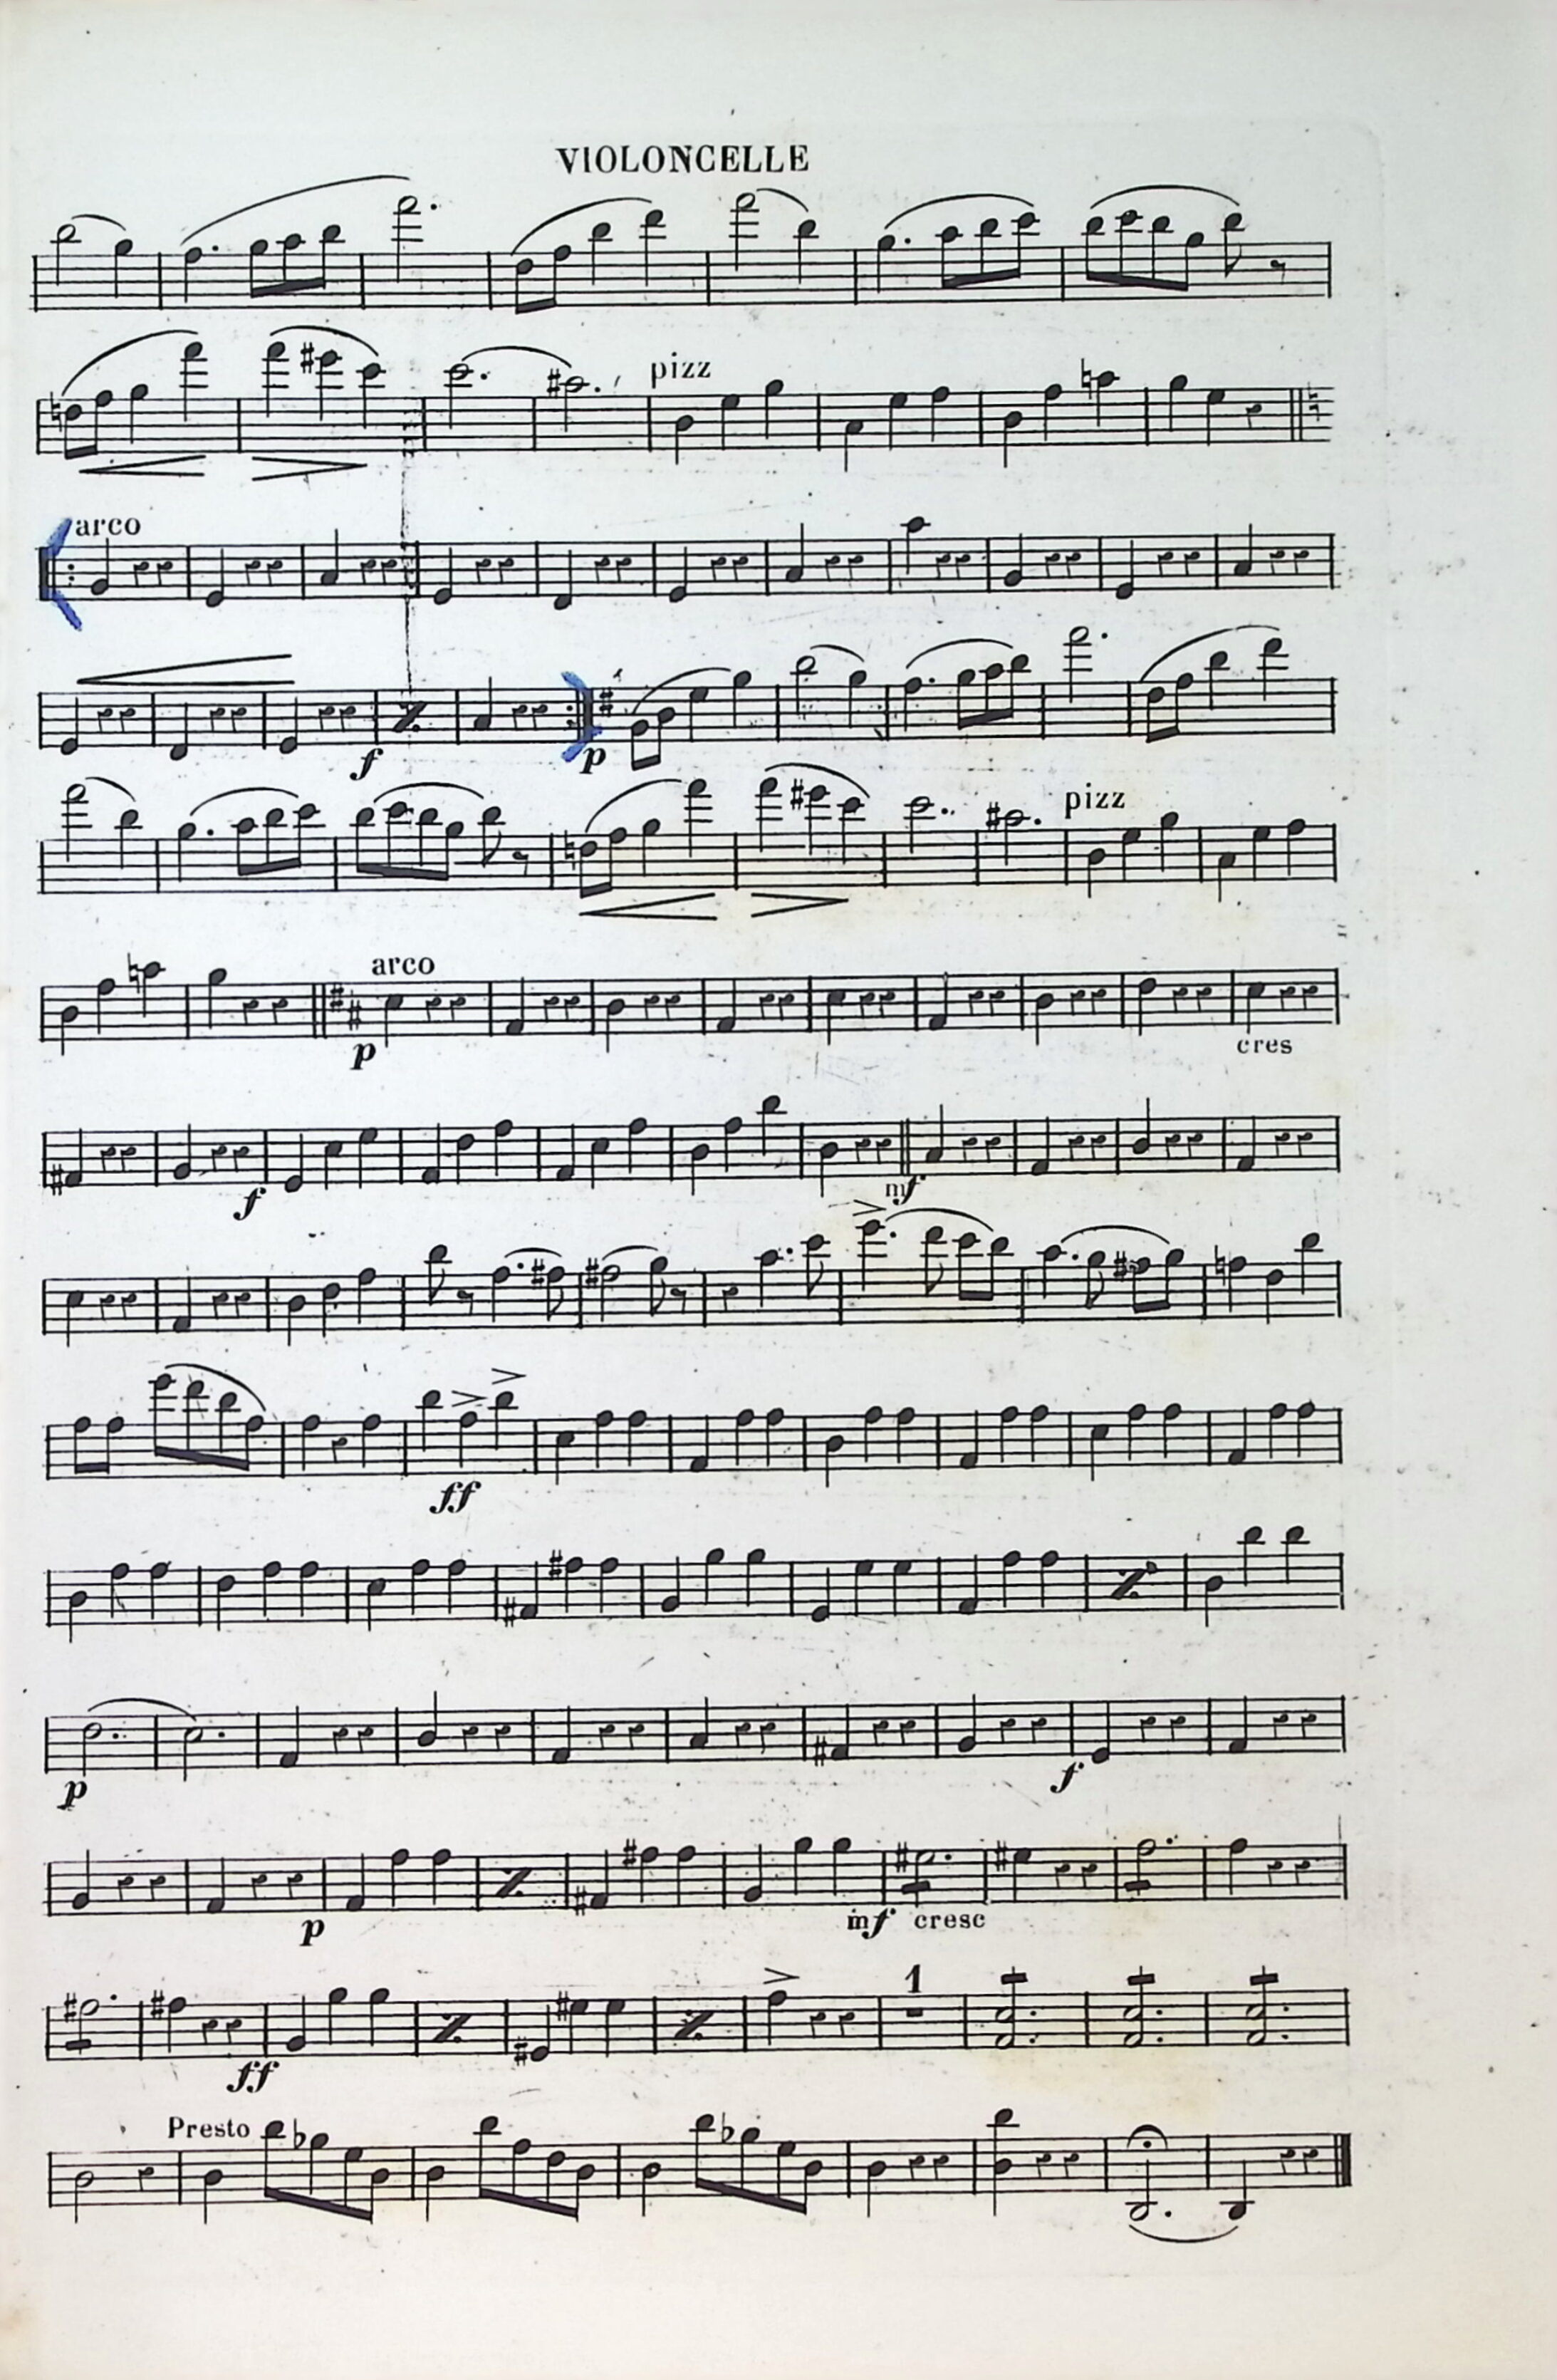 VIOLONCELLE
pizz
arco
f
p
pizz
arco
p
cres
f
mf
ff
p
f
p
mf cresc
1
ff
Presto